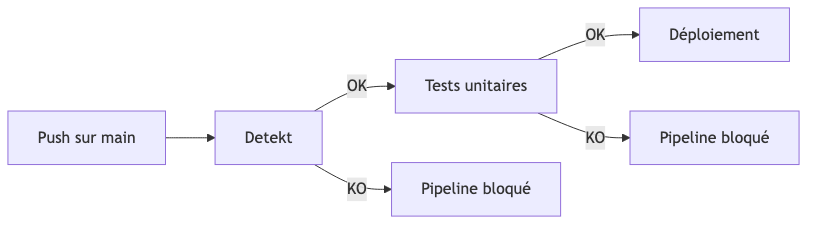 Push sur main
Detekt
OK
Tests unitaires
OK
Déploiement
KO
Pipeline bloqué
KO
Pipeline bloqué